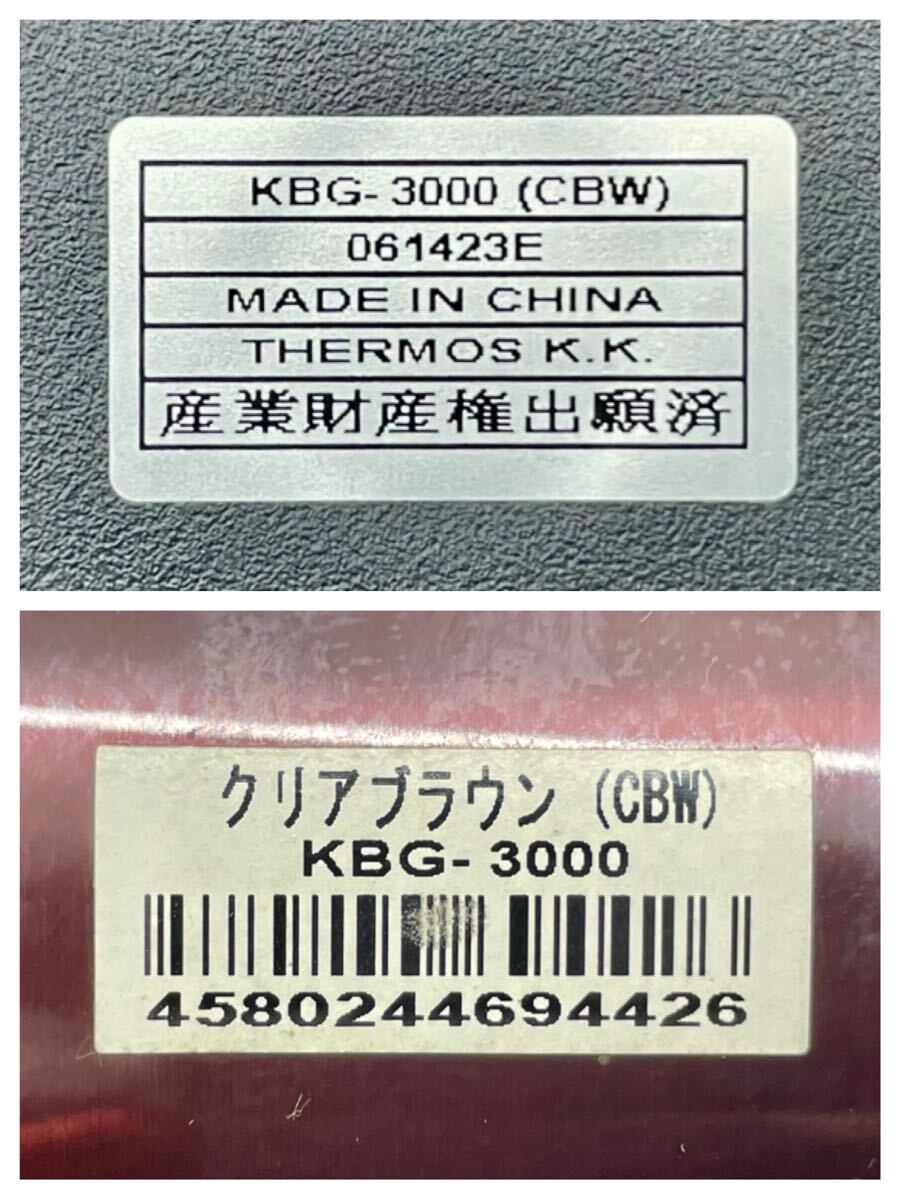 KBG-3000 (CBW)
061423E
MADE IN CHINA
THERMOS K.K.
産業財産権出願済
クリアブラウン (CBW)
KBG-3000
4580244694426